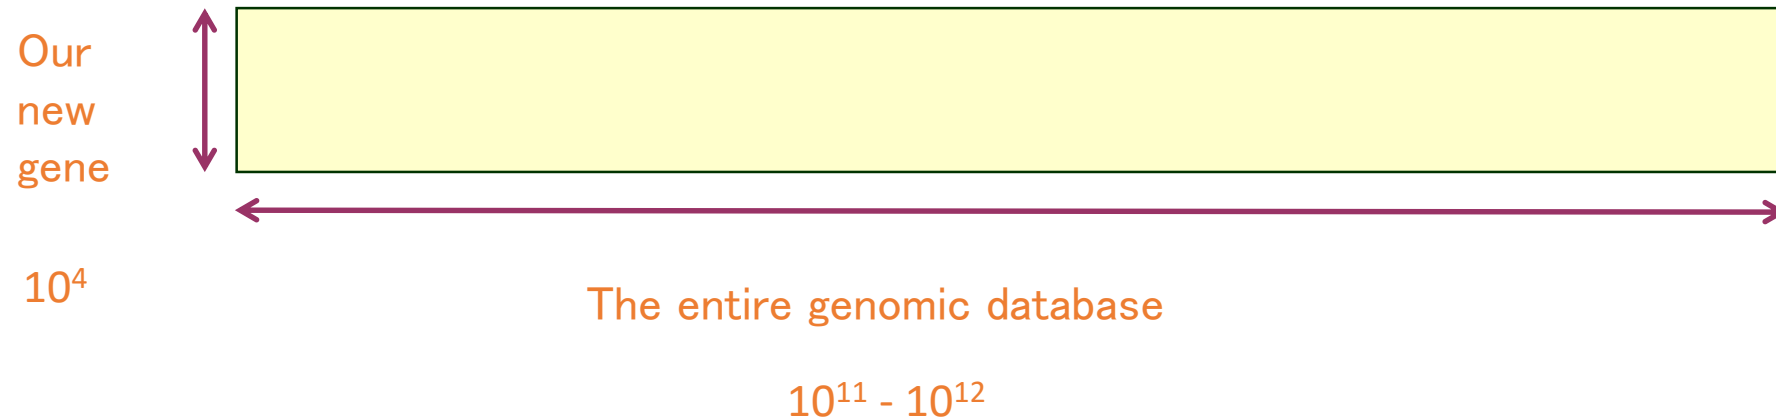 Our
new
gene
10⁴
The entire genomic database
10¹¹ - 10¹²